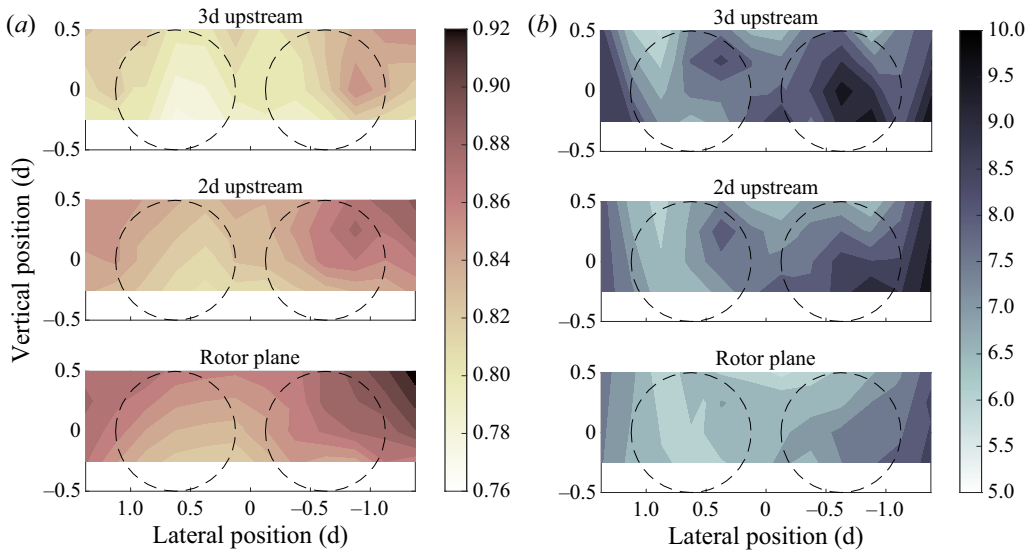 (a)
3d upstream
0.5
0
–0.5
2d upstream
0.5
0
–0.5
Rotor plane
0.5
0
–0.5
1.0 0.5 0 –0.5 –1.0
Lateral position (d)
Vertical position (d)
0.92
0.90
0.88
0.86
0.84
0.82
0.80
0.78
0.76
(b)
3d upstream
0.5
0
–0.5
2d upstream
0.5
0
–0.5
Rotor plane
0.5
0
–0.5
1.0 0.5 0 –0.5 –1.0
Lateral position (d)
10.0
9.5
9.0
8.5
8.0
7.5
7.0
6.5
6.0
5.5
5.0